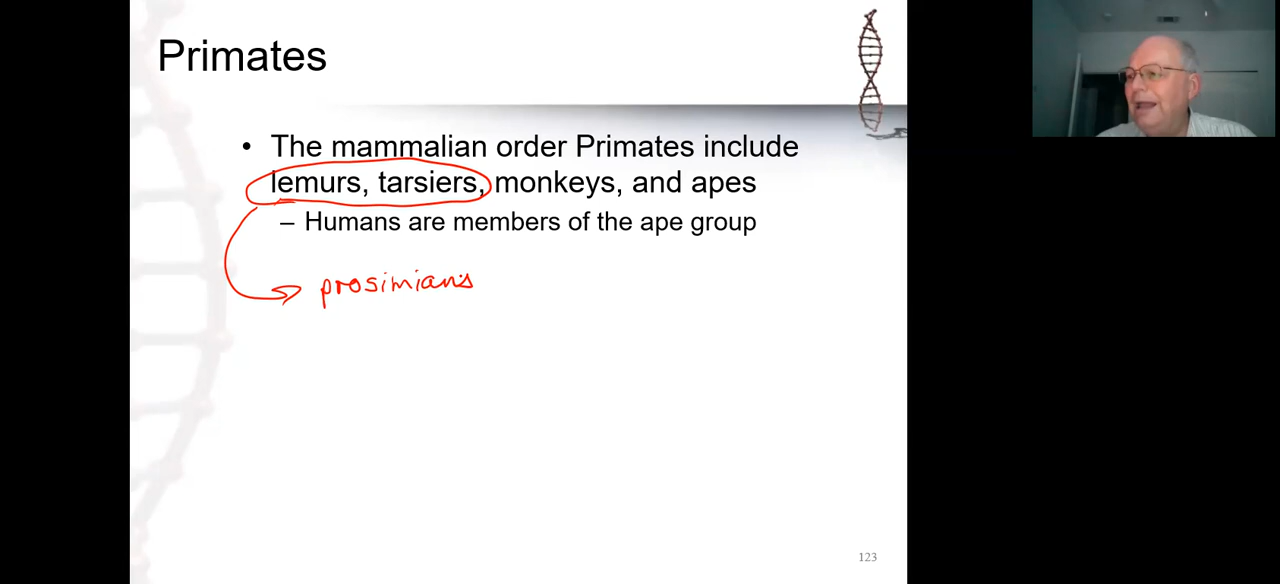 Primates
• The mammalian order Primates include
lemurs, tarsiers, monkeys, and apes
– Humans are members of the ape group
prosimians
123